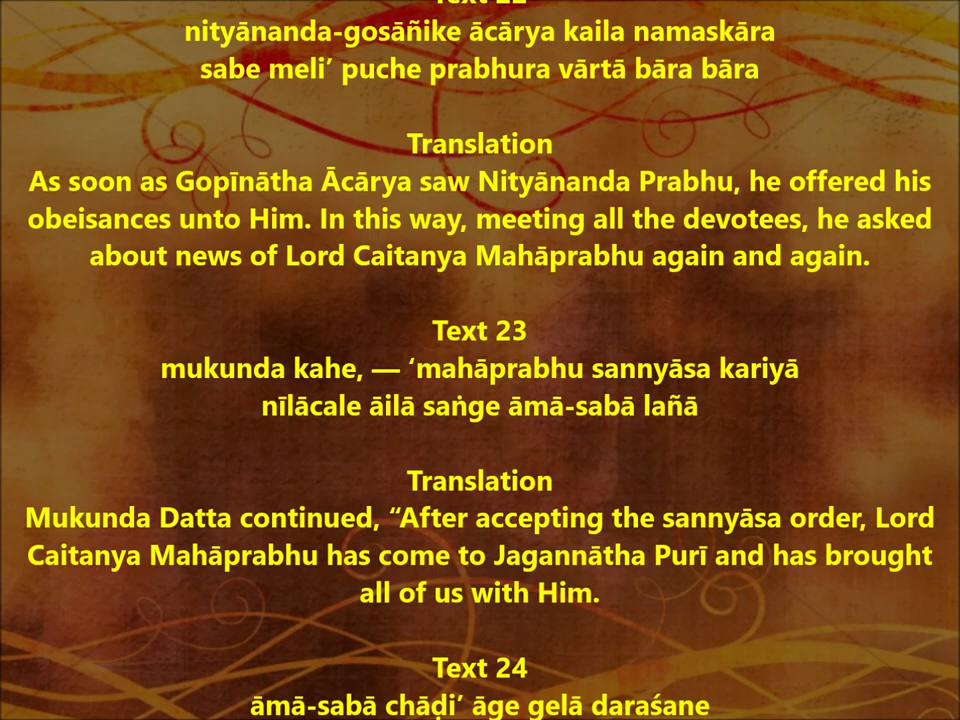 Text 22
nityānanda-gosāñike ācārya kaila namaskāra
sabe meli’ puche prabhura vārtā bāra bāra
Translation
As soon as Gopīnātha Ācārya saw Nityānanda Prabhu, he offered his
obeisances unto Him. In this way, meeting all the devotees, he asked
about news of Lord Caitanya Mahāprabhu again and again.
Text 23
mukunda kahe, — ‘mahāprabhu sannyāsa kariyā
nīlācale āilā saṅge āmā-sabā lañā
Translation
Mukunda Datta continued, “After accepting the sannyāsa order, Lord
Caitanya Mahāprabhu has come to Jagannātha Purī and has brought
all of us with Him.
Text 24
āmā-sabā chāḍi’ āge gelā daraśane